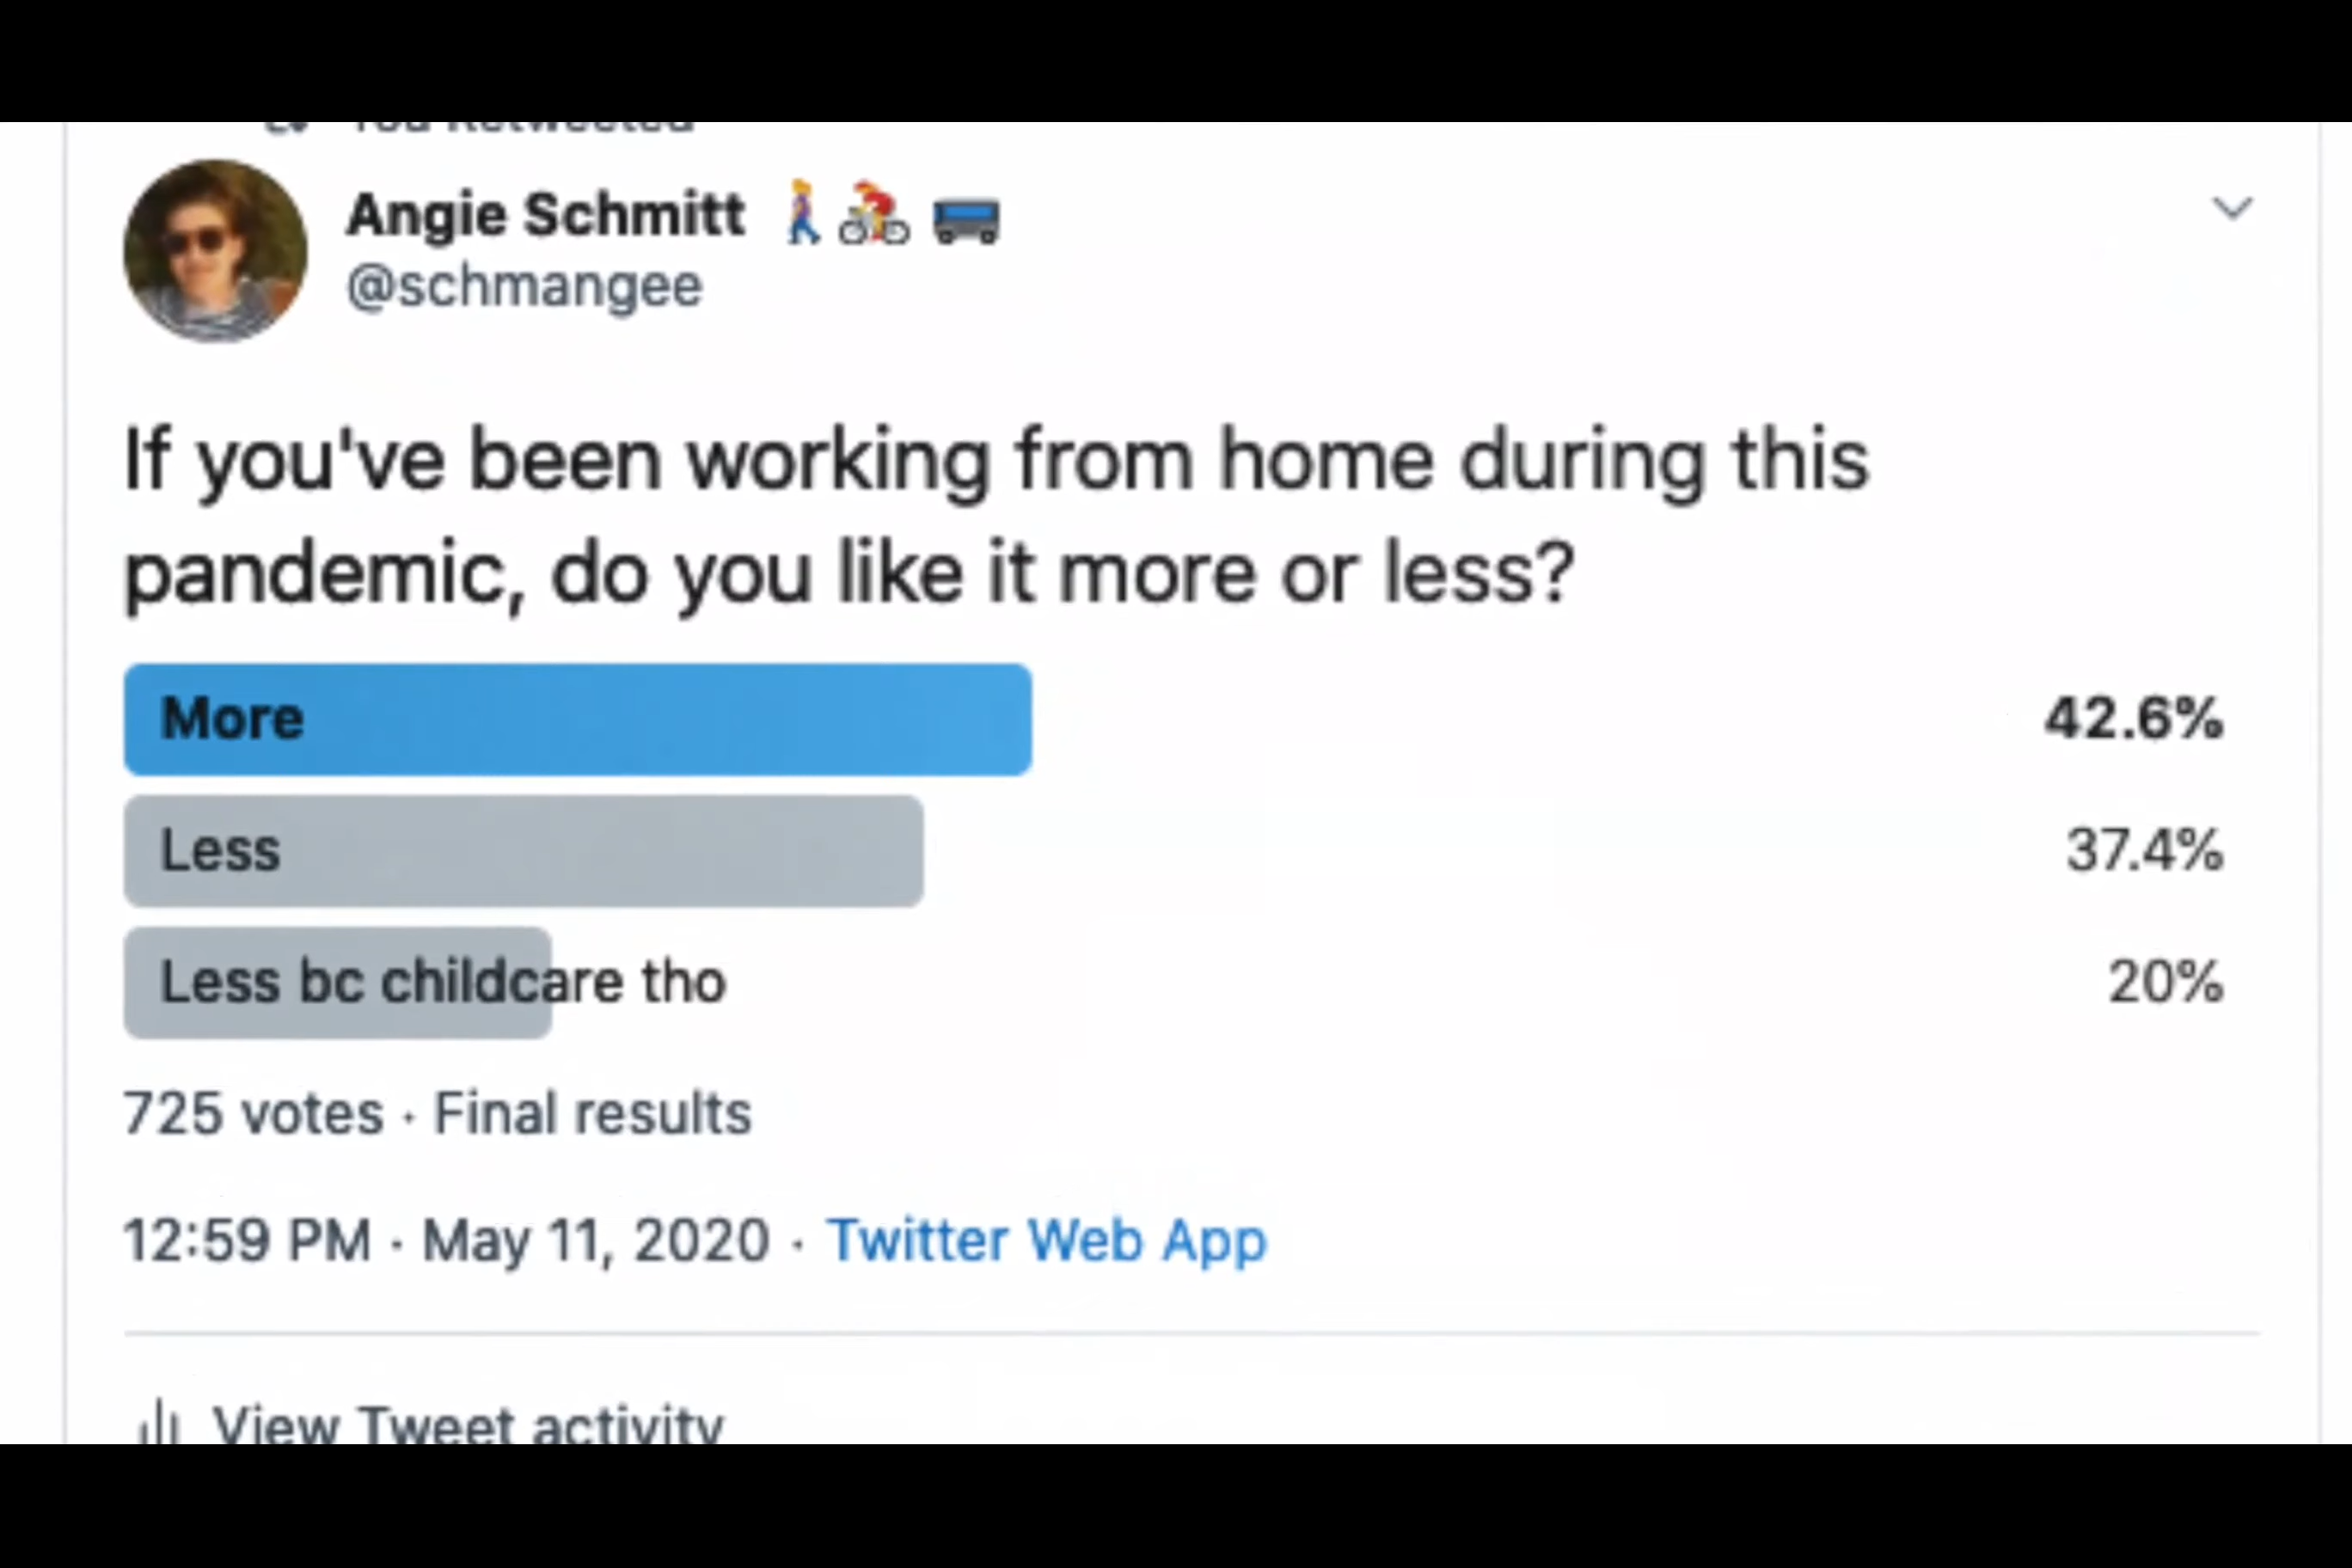 You Retweeted
Angie Schmitt
@schmangee
If you've been working from home during this
pandemic, do you like it more or less?
More 42.6%
Less 37.4%
Less bc childcare tho 20%
725 votes · Final results
12:59 PM · May 11, 2020 · Twitter Web App
View Tweet activity